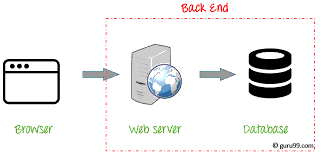 Back End
Browser
Web server
Database
© guru99.com